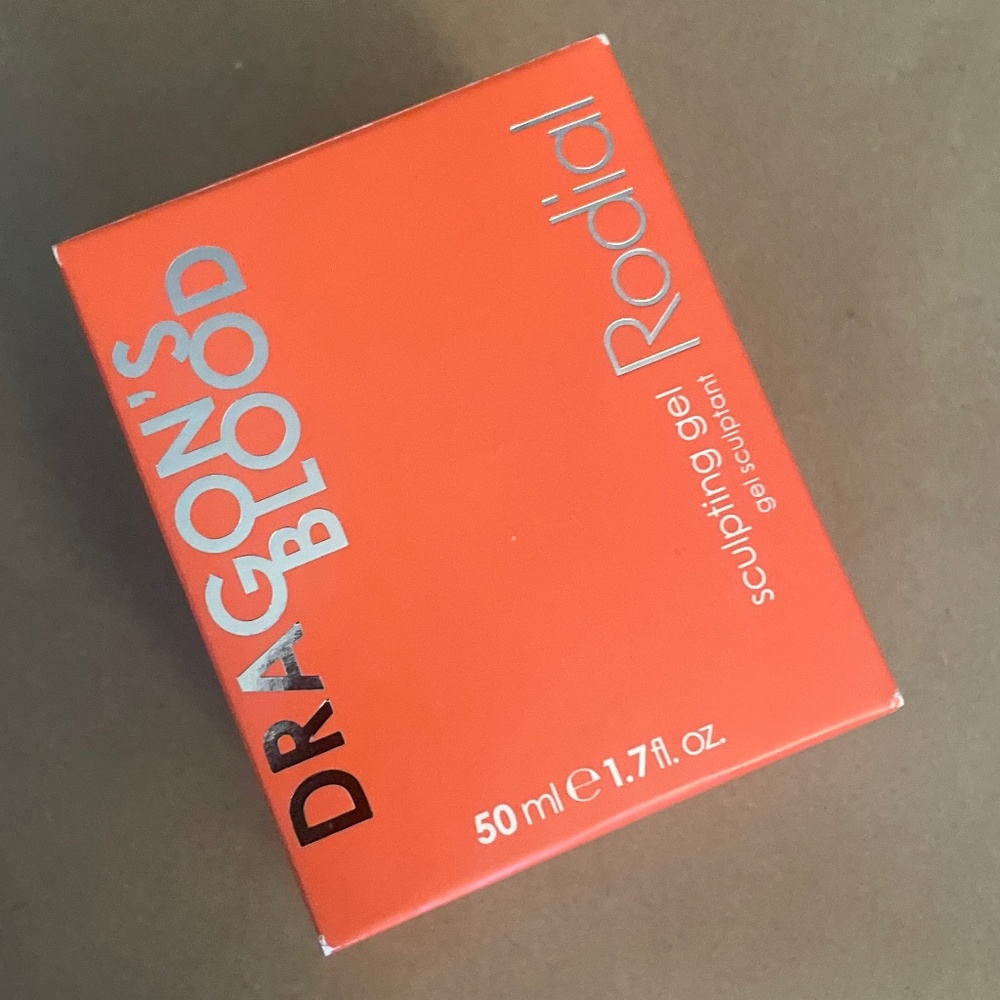 DRAGON'S
BLOOD
Rodial
sculpting gel
gel sculptant
50 ml ℮ 1.7 fl. oz.